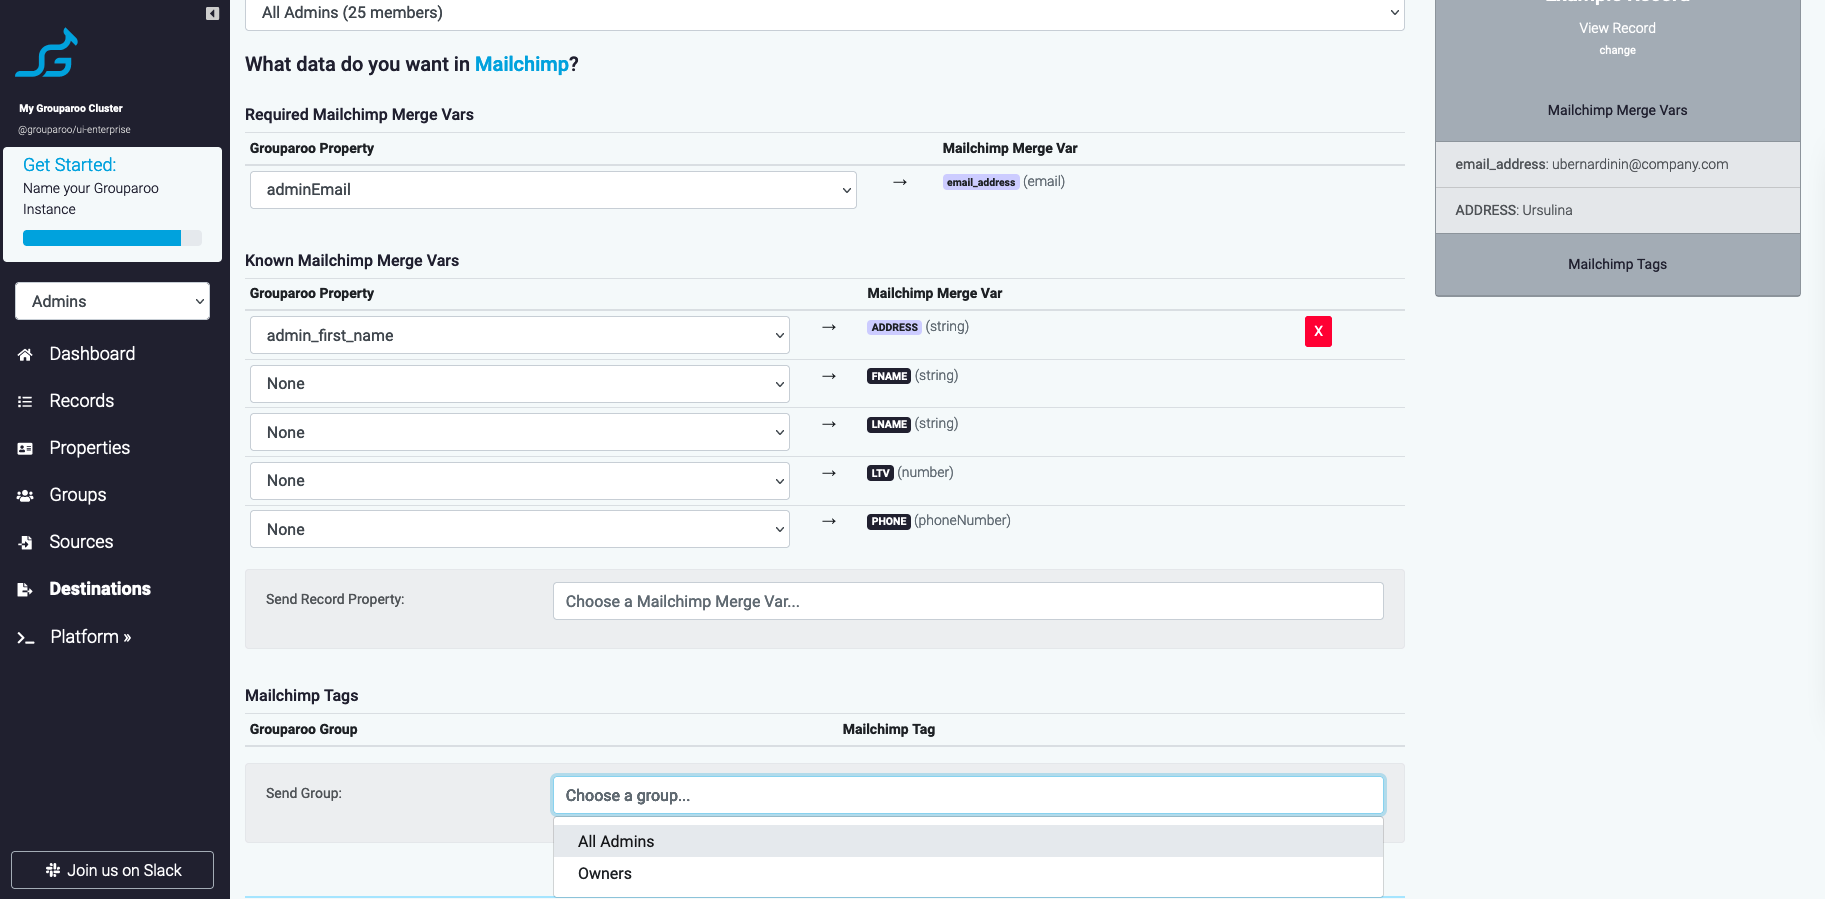 My Grouparoo Cluster
@grouparoo/ui-enterprise
Get Started:
Name your Grouparoo
Instance
Admins
Dashboard
Records
Properties
Groups
Sources
Destinations
Platform »
Join us on Slack
All Admins (25 members)
What data do you want in Mailchimp?
Required Mailchimp Merge Vars
Grouparoo Property Mailchimp Merge Var
adminEmail → email_address (email)
Known Mailchimp Merge Vars
Grouparoo Property Mailchimp Merge Var
admin_first_name → ADDRESS (string) X
None → FNAME (string)
None → LNAME (string)
None → LTV (number)
None → PHONE (phoneNumber)
Send Record Property: Choose a Mailchimp Merge Var...
Mailchimp Tags
Grouparoo Group Mailchimp Tag
Send Group: Choose a group...
All Admins
Owners
Example Record
View Record
change
Mailchimp Merge Vars
email_address: ubernardinin@company.com
ADDRESS: Ursulina
Mailchimp Tags